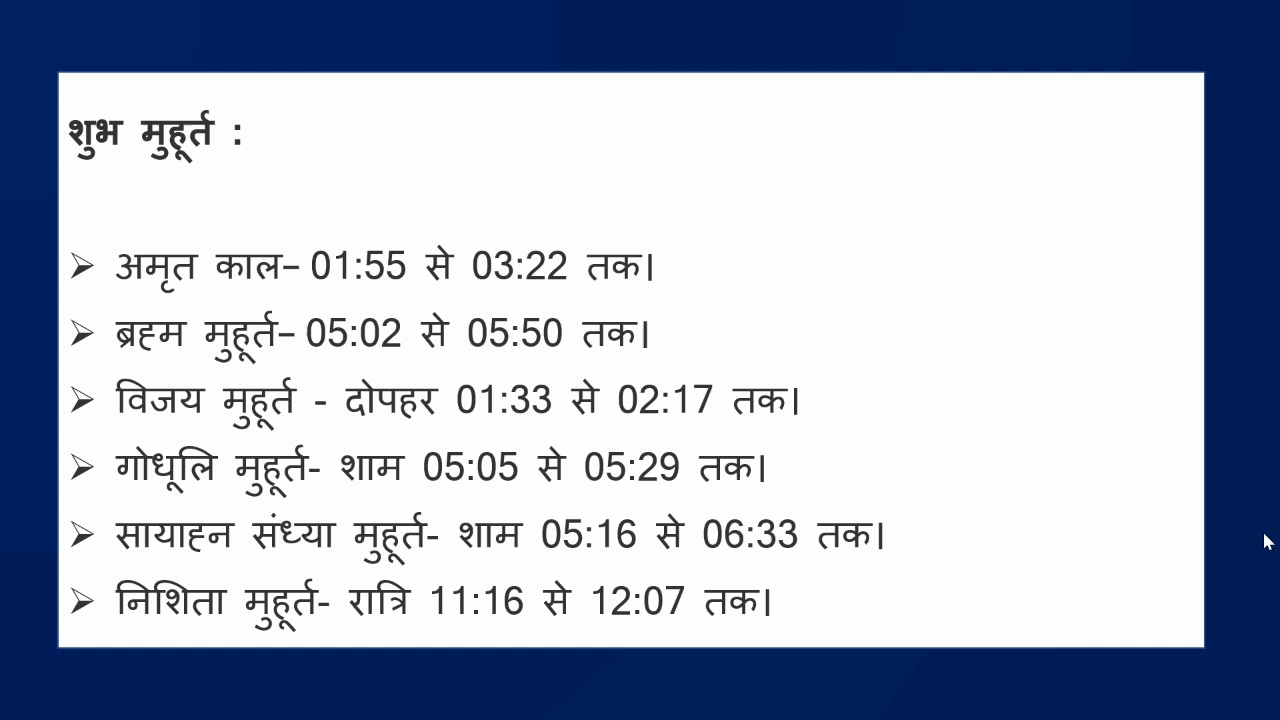 शुभ मुहूर्त :
➢ अमृत काल– 01:55 से 03:22 तक।
➢ ब्रह्म मुहूर्त– 05:02 से 05:50 तक।
➢ विजय मुहूर्त - दोपहर 01:33 से 02:17 तक।
➢ गोधूलि मुहूर्त- शाम 05:05 से 05:29 तक।
➢ सायाह्न संध्या मुहूर्त- शाम 05:16 से 06:33 तक।
➢ निशिता मुहूर्त- रात्रि 11:16 से 12:07 तक।